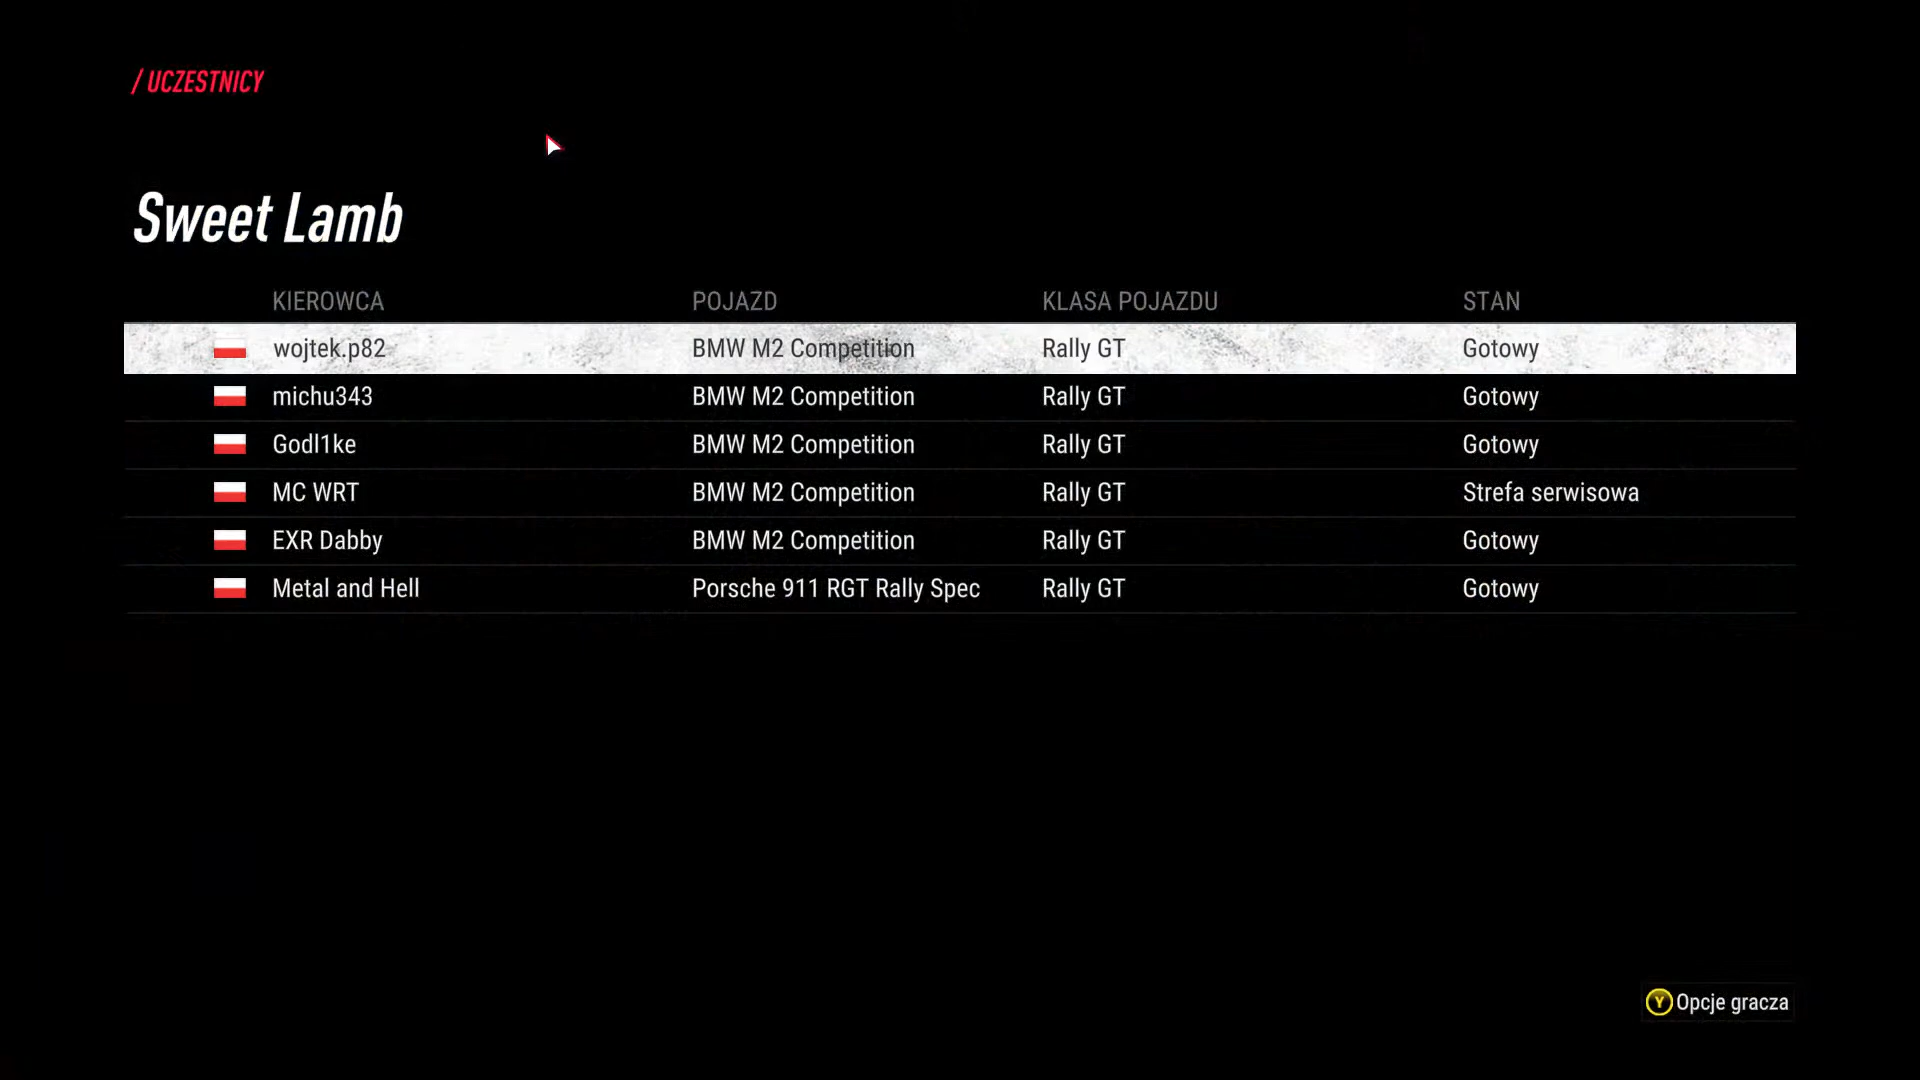 / UCZESTNICY
Sweet Lamb
KIEROWCA POJAZD KLASA POJAZDU STAN
wojtek.p82 BMW M2 Competition Rally GT Gotowy
michu343 BMW M2 Competition Rally GT Gotowy
Godl1ke BMW M2 Competition Rally GT Gotowy
MC WRT BMW M2 Competition Rally GT Strefa serwisowa
EXR Dabby BMW M2 Competition Rally GT Gotowy
Metal and Hell Porsche 911 RGT Rally Spec Rally GT Gotowy
Y Opcje gracza